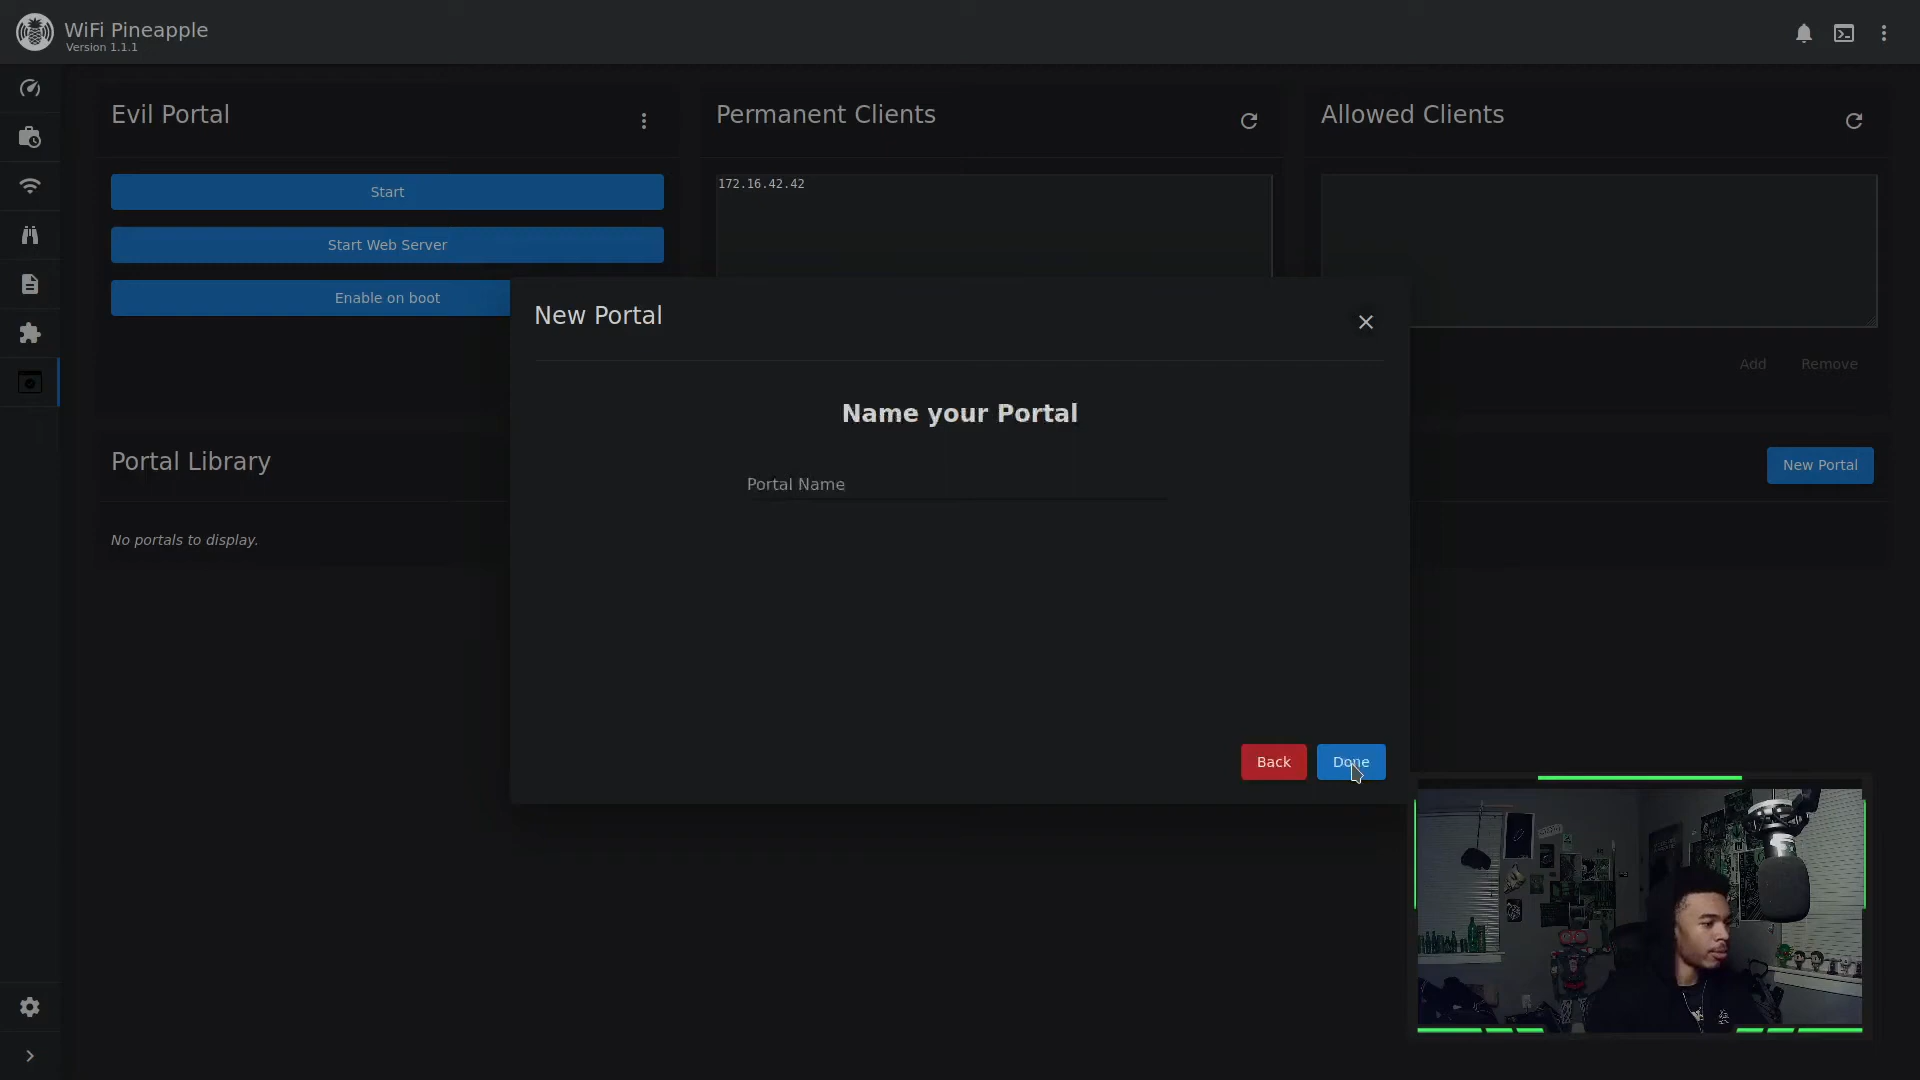 WiFi Pineapple
Version 1.1.1
Evil Portal
Start
Start Web Server
Enable on boot
Permanent Clients
172.16.42.42
Allowed Clients
Add
Remove
New Portal
Name your Portal
Portal Name
Back
Done
Portal Library
New Portal
No portals to display.